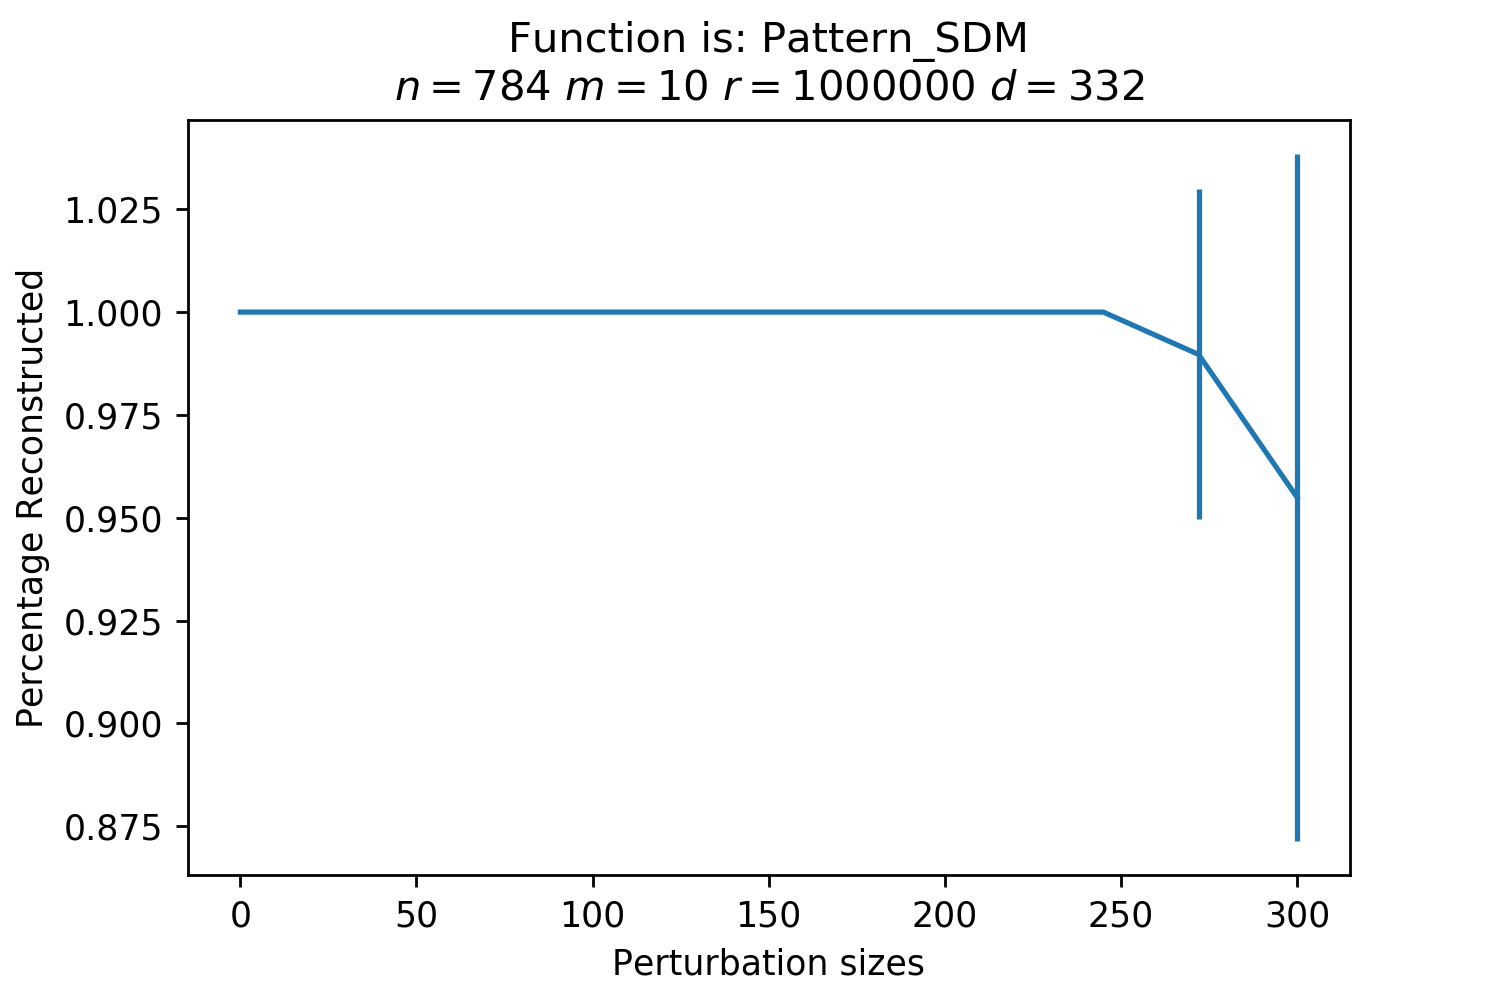 Function is: Pattern_SDM
n = 784 m = 10 r = 1000000 d = 332
Percentage Reconstructed
1.025
1.000
0.975
0.950
0.925
0.900
0.875
0 50 100 150 200 250 300
Perturbation sizes